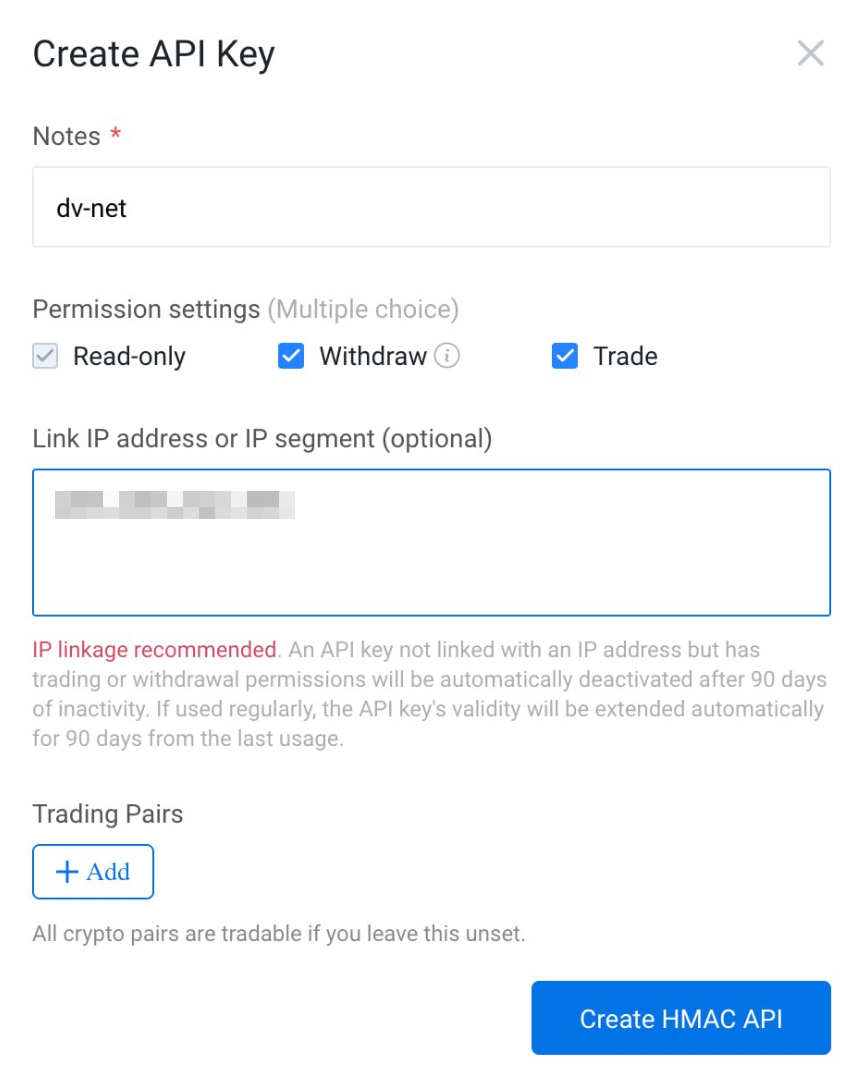 Create API Key
Notes *
dv-net
Permission settings (Multiple choice)
Read-only Withdraw Trade
Link IP address or IP segment (optional)
IP linkage recommended. An API key not linked with an IP address but has
trading or withdrawal permissions will be automatically deactivated after 90 days
of inactivity. If used regularly, the API key's validity will be extended automatically
for 90 days from the last usage.
Trading Pairs
+ Add
All crypto pairs are tradable if you leave this unset.
Create HMAC API